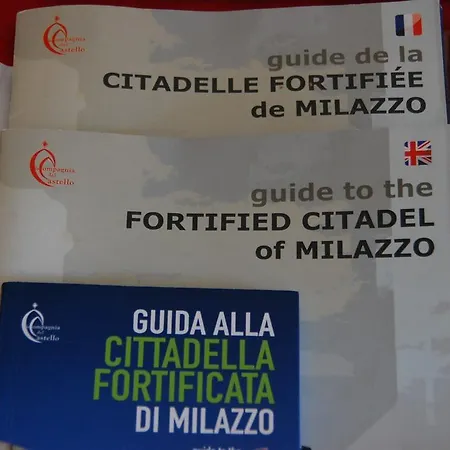 Compagnia
del
Castello
guide de la
CITADELLE FORTIFIÉE
de MILAZZO
Compagnia
del
Castello
guide to the
FORTIFIED CITADEL
of MILAZZO
Compagnia
del
Castello
GUIDA ALLA
CITTADELLA
FORTIFICATA
DI MILAZZO